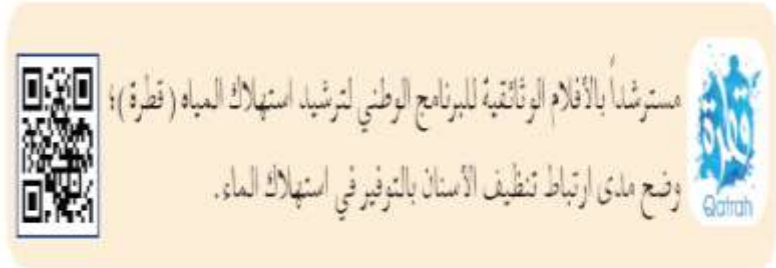 مسترشداً بالأفلام الوثائقية للبرنامج الوطني لترشيد استهلاك المياه ( قطرة )؛
وضح مدى ارتباط تنظيف الأسنان بالتوفير في استهلاك الماء.
قطرة
Qatrah